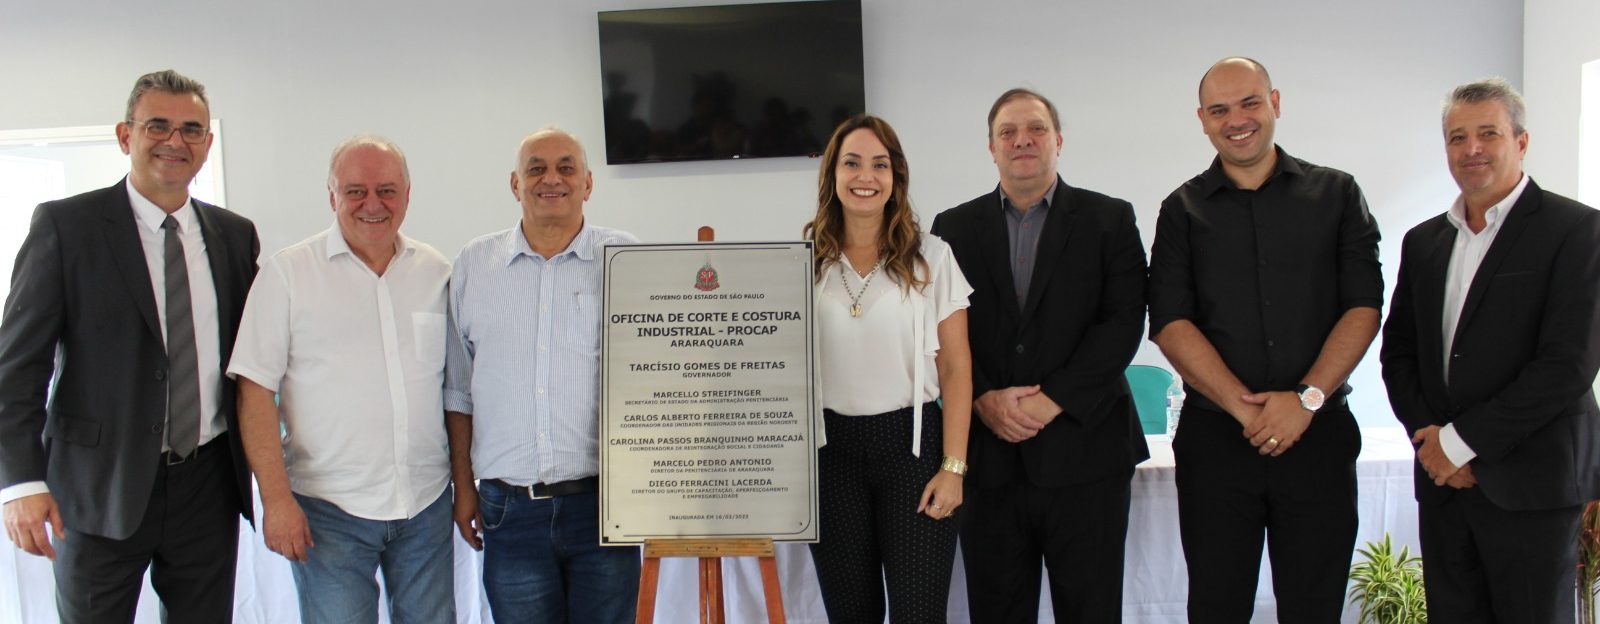 SP
GOVERNO DO ESTADO DE SÃO PAULO
OFICINA DE CORTE E COSTURA
INDUSTRIAL - PROCAP
ARARAQUARA
TARCÍSIO GOMES DE FREITAS
GOVERNADOR
MARCELLO STREIFINGER
SECRETÁRIO DE ESTADO DA ADMINISTRAÇÃO PENITENCIÁRIA
CARLOS ALBERTO FERREIRA DE SOUZA
COORDENADOR DAS UNIDADES PRISIONAIS DA REGIÃO NOROESTE
CAROLINA PASSOS BRANQUINHO MARACAJÁ
COORDENADORA DE REINTEGRAÇÃO SOCIAL E CIDADANIA
MARCELO PEDRO ANTONIO
DIRETOR DA PENITENCIÁRIA DE ARARAQUARA
DIEGO FERRACINI LACERDA
DIRETOR DO GRUPO DE CAPACITAÇÃO, APERFEIÇOAMENTO
E EMPREGABILIDADE
INAUGURADA EM 16/02/2023